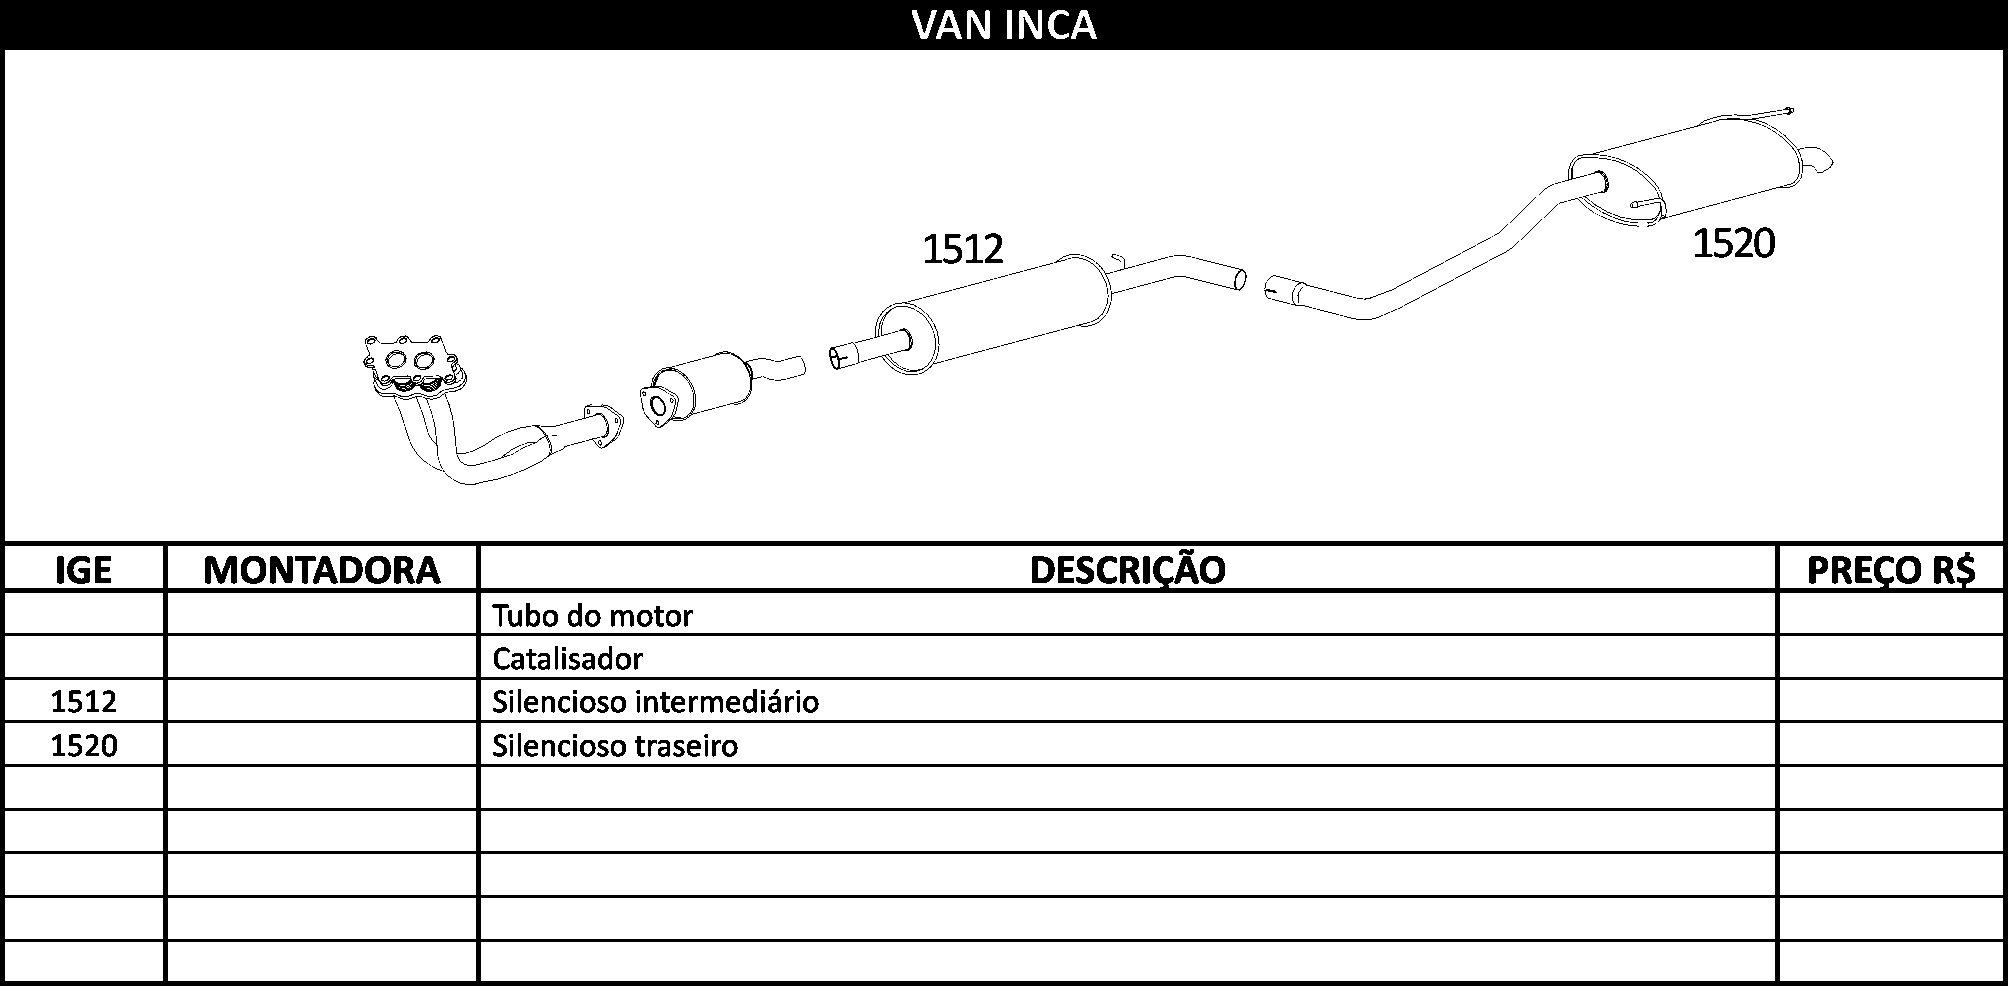 VAN INCA
1512
1520
IGE MONTADORA DESCRIÇÃO PREÇO R$
Tubo do motor
Catalisador
1512 Silencioso intermediário
1520 Silencioso traseiro